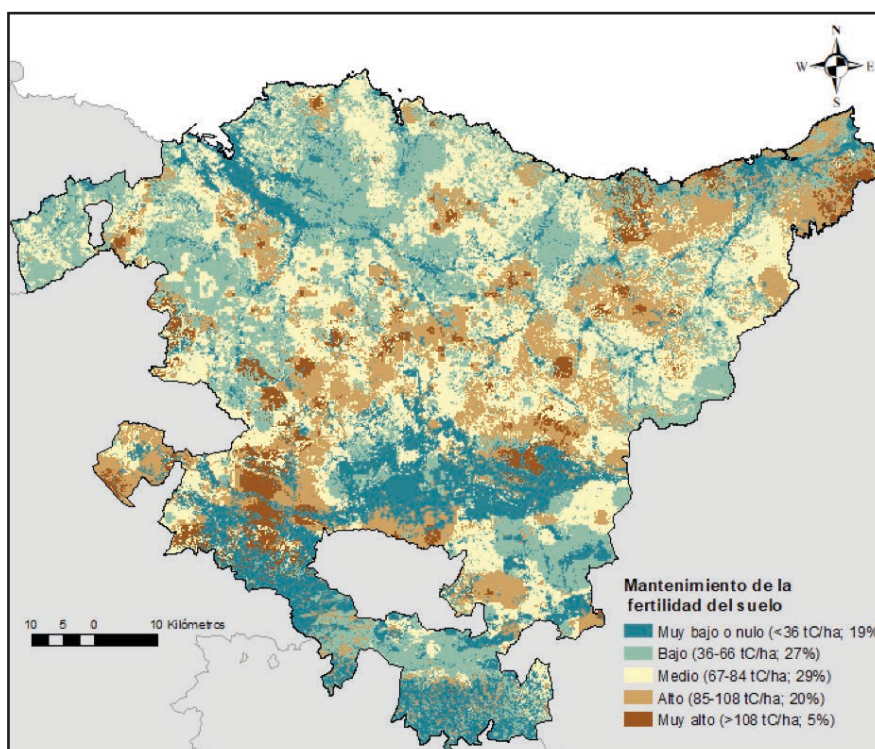 N
W E
S
Mantenimiento de la
fertilidad del suelo
Muy bajo o nulo (<36 tC/ha; 19%
Bajo (36-66 tC/ha; 27%)
Medio (67-84 tC/ha; 29%)
Alto (85-108 tC/ha; 20%)
Muy alto (>108 tC/ha; 5%)
10 5 0 10 Kilómetros